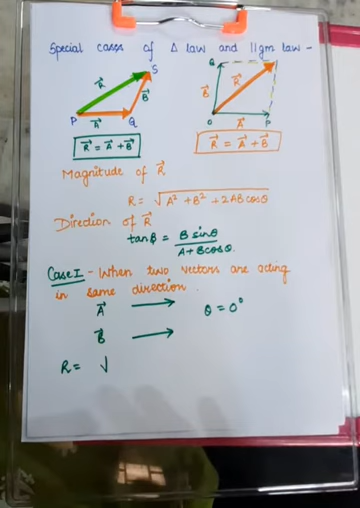 Special cases of Δ law and ||gm law -
S
R⃗
B⃗
P
A⃗
Q
R⃗ = A⃗ + B⃗
Q
R⃗
B⃗
O
A⃗
P
R⃗ = A⃗ + B⃗
Magnitude of R⃗
R = √A² + B² + 2AB cosθ
Direction of R⃗
tanβ = B sinθ / A + B cosθ.
Case I - When two vectors are acting
in same direction.
A⃗ → θ = 0°
B⃗ →
R = √